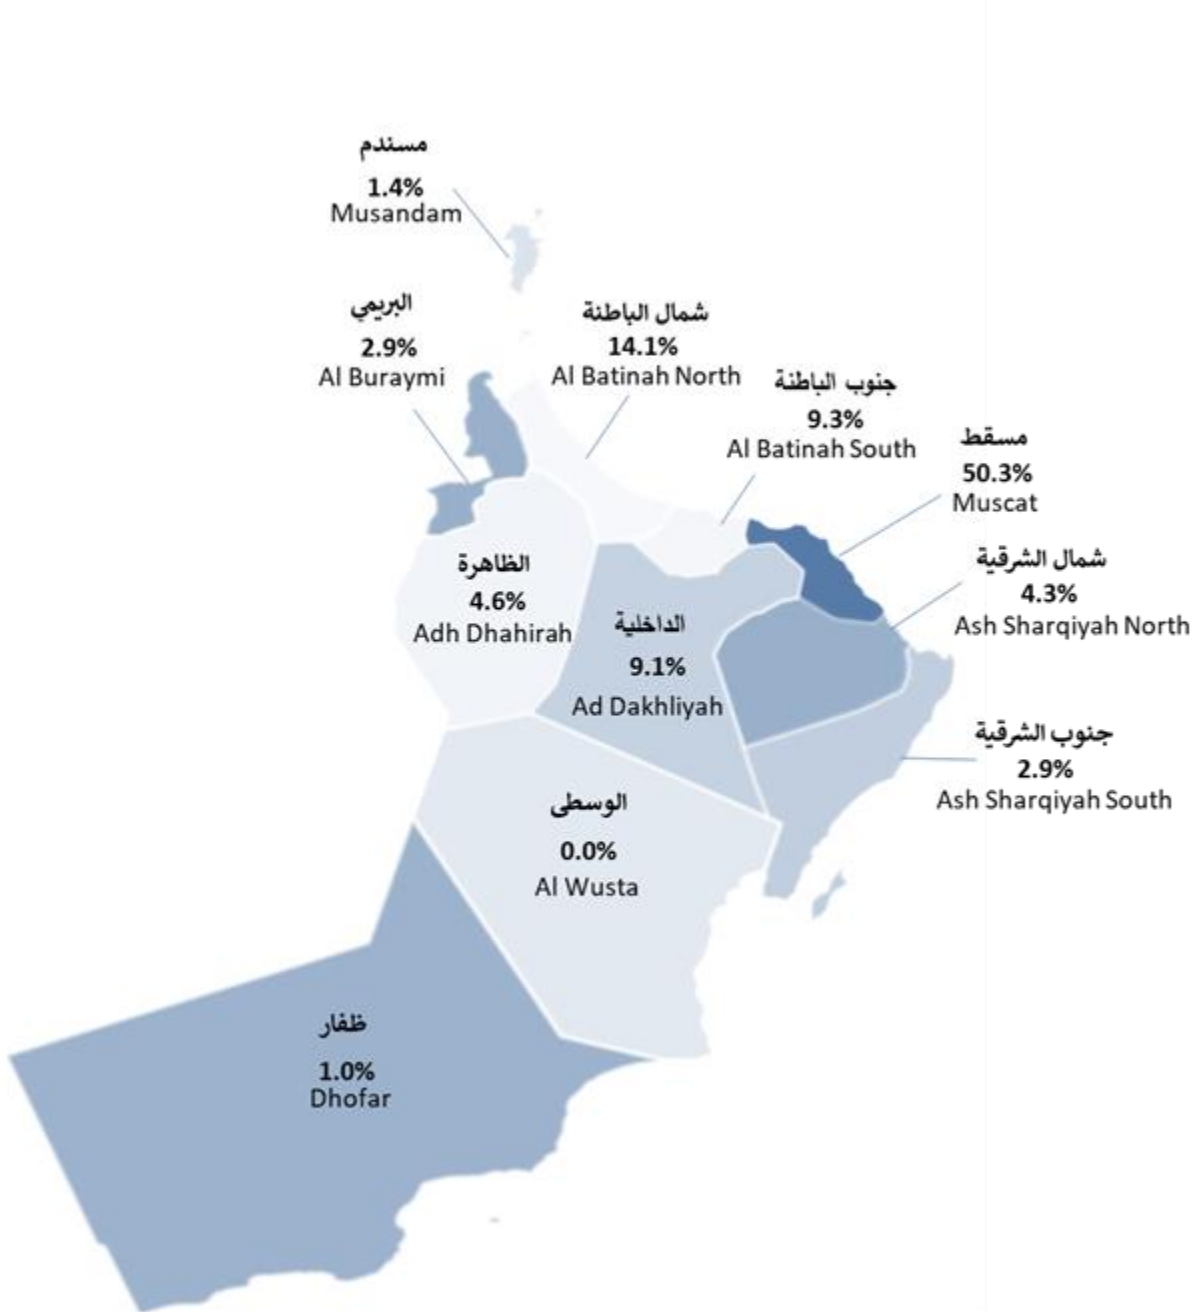 مسندم
1.4%
Musandam
البريمي
2.9%
Al Buraymi
شمال الباطنة
14.1%
Al Batinah North
جنوب الباطنة
9.3%
Al Batinah South
مسقط
50.3%
Muscat
شمال الشرقية
4.3%
Ash Sharqiyah North
الظاهرة
4.6%
Adh Dhahirah
الداخلية
9.1%
Ad Dakhliyah
جنوب الشرقية
2.9%
Ash Sharqiyah South
الوسطى
0.0%
Al Wusta
ظفار
1.0%
Dhofar